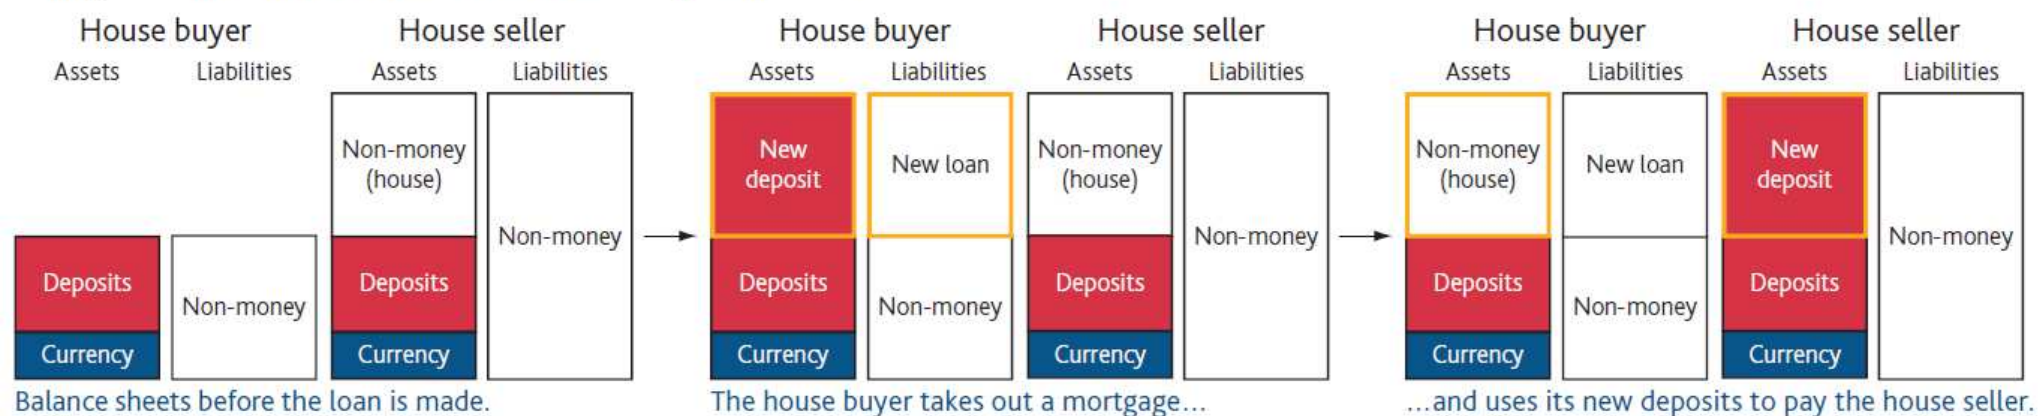 House buyer
House seller
House buyer
House seller
House buyer
House seller
Assets
Liabilities
Assets
Liabilities
Assets
Liabilities
Assets
Liabilities
Assets
Liabilities
Assets
Liabilities
Deposits
Currency
Non-money
Non-money
(house)
Deposits
Currency
Non-money
New
deposit
Deposits
Currency
New loan
Non-money
Non-money
(house)
Deposits
Currency
Non-money
Non-money
(house)
Deposits
Currency
New loan
Non-money
New
deposit
Deposits
Currency
Non-money
Balance sheets before the loan is made.
The house buyer takes out a mortgage…
…and uses its new deposits to pay the house seller.